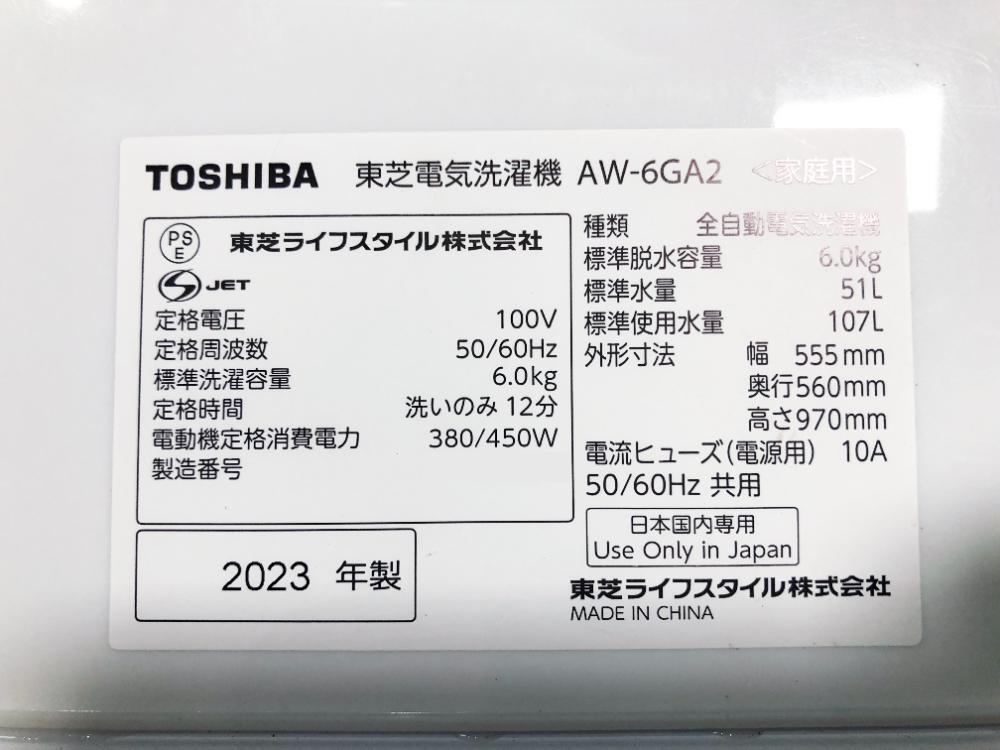 TOSHIBA 東芝電気洗濯機 AW-6GA2 <家庭用>
PS
E
東芝ライフスタイル株式会社
S JET
定格電圧 100V
定格周波数 50/60Hz
標準洗濯容量 6.0kg
定格時間 洗いのみ 12分
電動機定格消費電力 380/450W
製造番号
2023 年製
種類 全自動電気洗濯機
標準脱水容量 6.0kg
標準水量 51L
標準使用水量 107L
外形寸法 幅 555mm
奥行560mm
高さ970mm
電流ヒューズ(電源用) 10A
50/60Hz 共用
日本国内専用
Use Only in Japan
東芝ライフスタイル株式会社
MADE IN CHINA